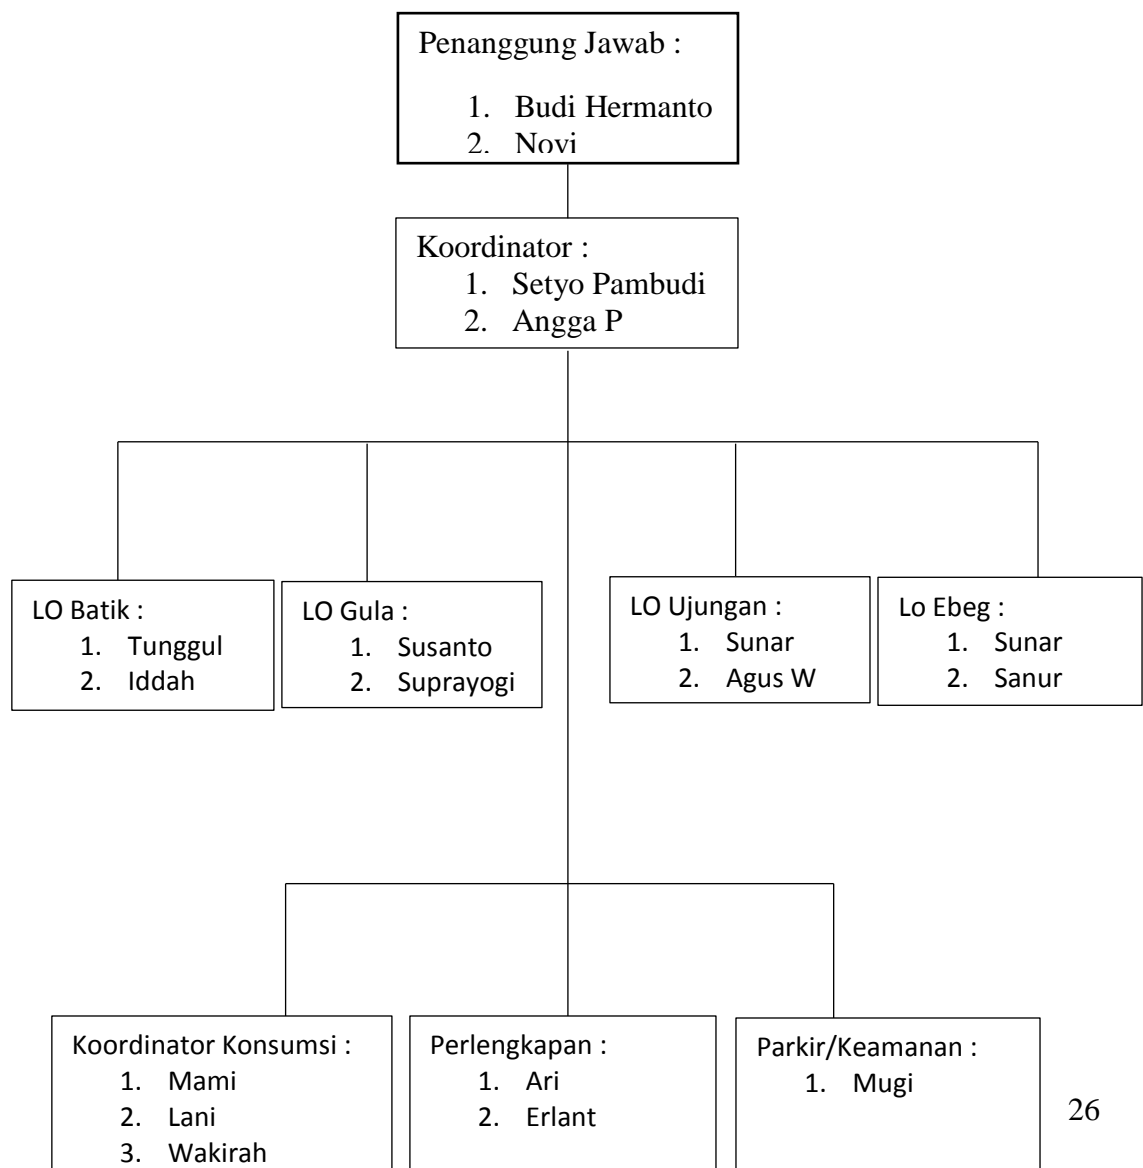 Penanggung Jawab :
1. Budi Hermanto
2. Novi
Koordinator :
1. Setyo Pambudi
2. Angga P
LO Batik :
1. Tunggul
2. Iddah
LO Gula :
1. Susanto
2. Suprayogi
LO Ujungan :
1. Sunar
2. Agus W
Lo Ebeg :
1. Sunar
2. Sanur
Koordinator Konsumsi :
1. Mami
2. Lani
3. Wakirah
Perlengkapan :
1. Ari
2. Erlant
Parkir/Keamanan :
1. Mugi
26